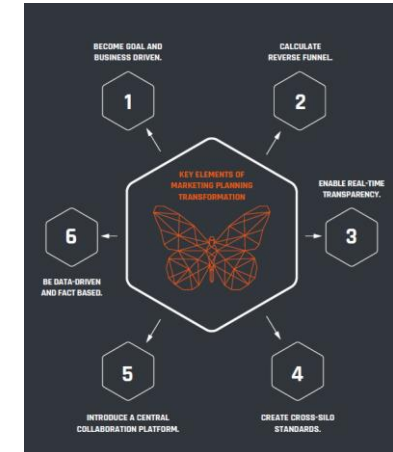 BECOME GOAL AND
BUSINESS DRIVEN.
1
CALCULATE
REVERSE FUNNEL.
2
KEY ELEMENTS OF
MARKETING PLANNING
TRANSFORMATION
ENABLE REAL-TIME
TRANSPARENCY.
3
6
BE DATA-DRIVEN
AND FACT BASED.
5
INTRODUCE A CENTRAL
COLLABORATION PLATFORM.
4
CREATE CROSS-SILO
STANDARDS.